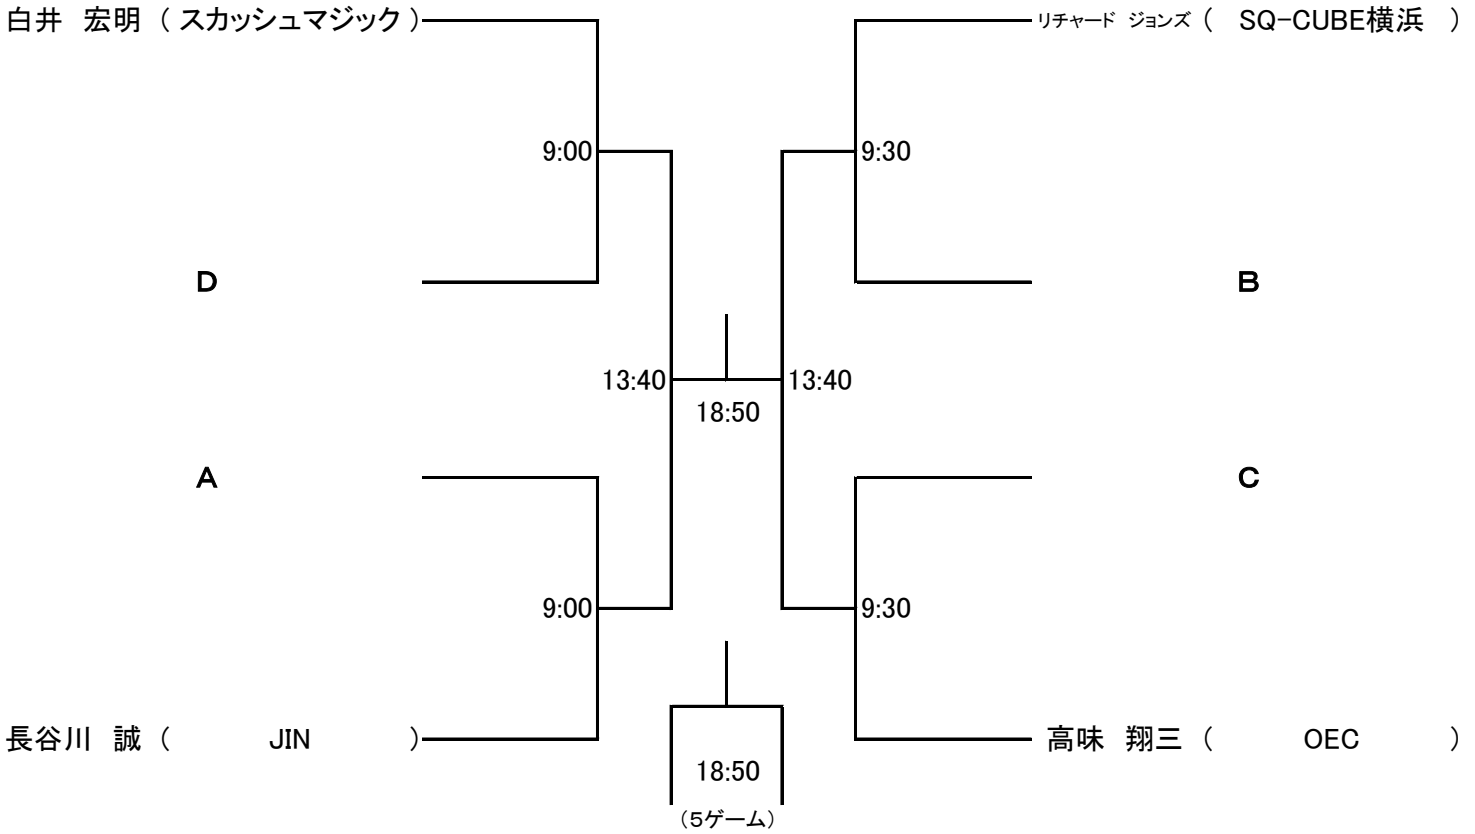 白井　宏明（ スカッシュマジック ）
リチャード　ジョンズ（　SQ-CUBE横浜　）
9:00
9:30
D
B
13:40
13:40
18:50
A
C
9:00
9:30
長谷川　誠（　JIN　）
高味　翔三（　OEC　）
18:50
（5ゲーム）